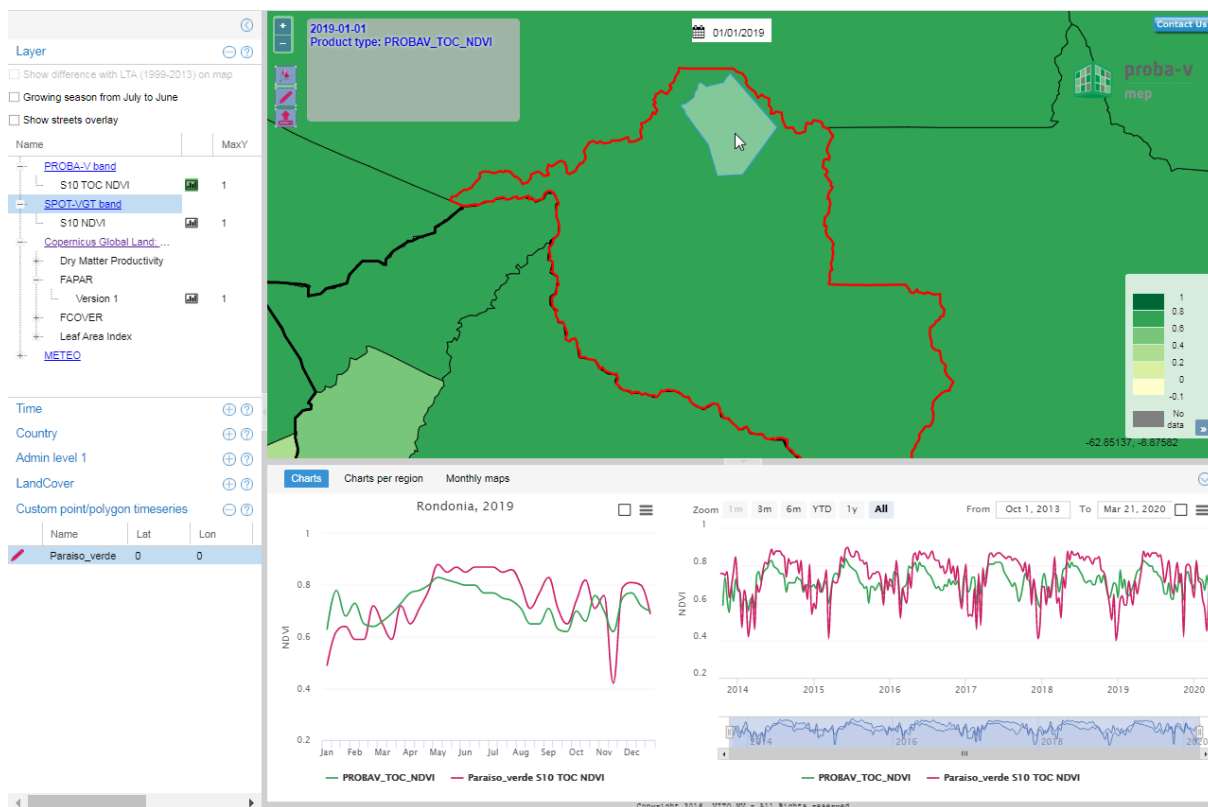 Layer
Show difference with LTA (1999-2013) on map
Growing season from July to June
Show streets overlay
Name MaxY
PROBA-V band
S10 TOC NDVI 1
SPOT-VGT band
S10 NDVI 1
Copernicus Global Land: ...
Dry Matter Productivity
FAPAR
Version 1 1
FCOVER
Leaf Area Index
METEO
Time
Country
Admin level 1
LandCover
Custom point/polygon timeseries
Name Lat Lon
Paraiso_verde 0 0
2019-01-01
Product type: PROBAV_TOC_NDVI
01/01/2019
Contact Us
proba-v
mep
1
0.8
0.6
0.4
0.2
0
-0.1
No
data
-62.85137, -8.87582
Charts Charts per region Monthly maps
Rondonia, 2019
1
0.8
0.6
0.4
0.2
NDVI
Jan Feb Mar Apr May Jun Jul Aug Sep Oct Nov Dec
PROBAV_TOC_NDVI Paraiso_verde S10 TOC NDVI
Zoom 1m 3m 6m YTD 1y All From Oct 1, 2013 To Mar 21, 2020
1
0.8
0.6
0.4
0.2
NDVI
2014 2015 2016 2017 2018 2019 2020
2014 2016 2018 2020
PROBAV_TOC_NDVI Paraiso_verde S10 TOC NDVI
Copyright 2016 VITO NV - All Rights reserved